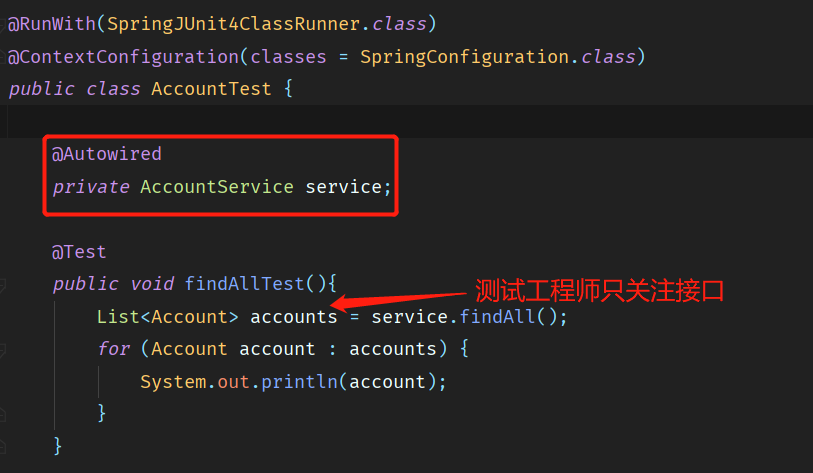 @RunWith(SpringJUnit4ClassRunner.class)
@ContextConfiguration(classes = SpringConfiguration.class)
public class AccountTest {
@Autowired
private AccountService service;
@Test
public void findAllTest(){
测试工程师只关注接口
List<Account> accounts = service.findAll();
for (Account account : accounts) {
System.out.println(account);
}
}